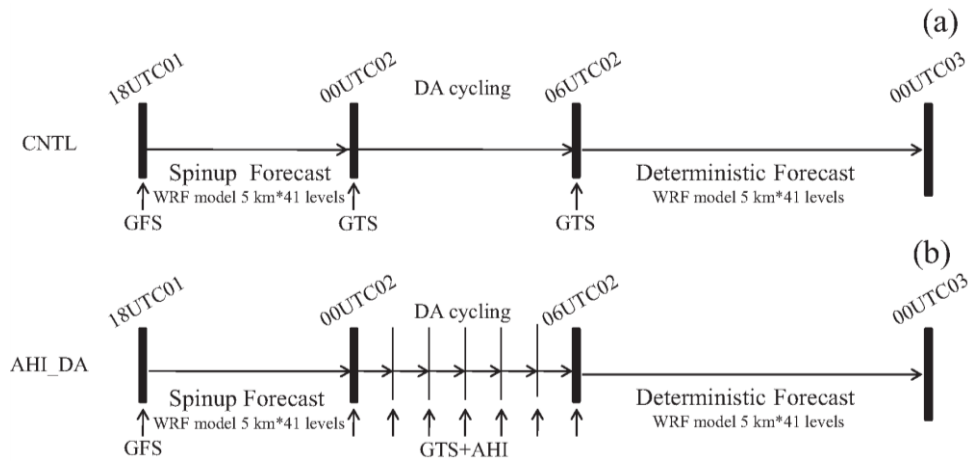 (a)
18UTC01
00UTC02
DA cycling
06UTC02
00UTC03
CNTL
Spinup Forecast
WRF model 5 km*41 levels
Deterministic Forecast
WRF model 5 km*41 levels
GFS
GTS
GTS
(b)
18UTC01
00UTC02
DA cycling
06UTC02
00UTC03
AHI_DA
Spinup Forecast
WRF model 5 km*41 levels
Deterministic Forecast
WRF model 5 km*41 levels
GFS
GTS+AHI